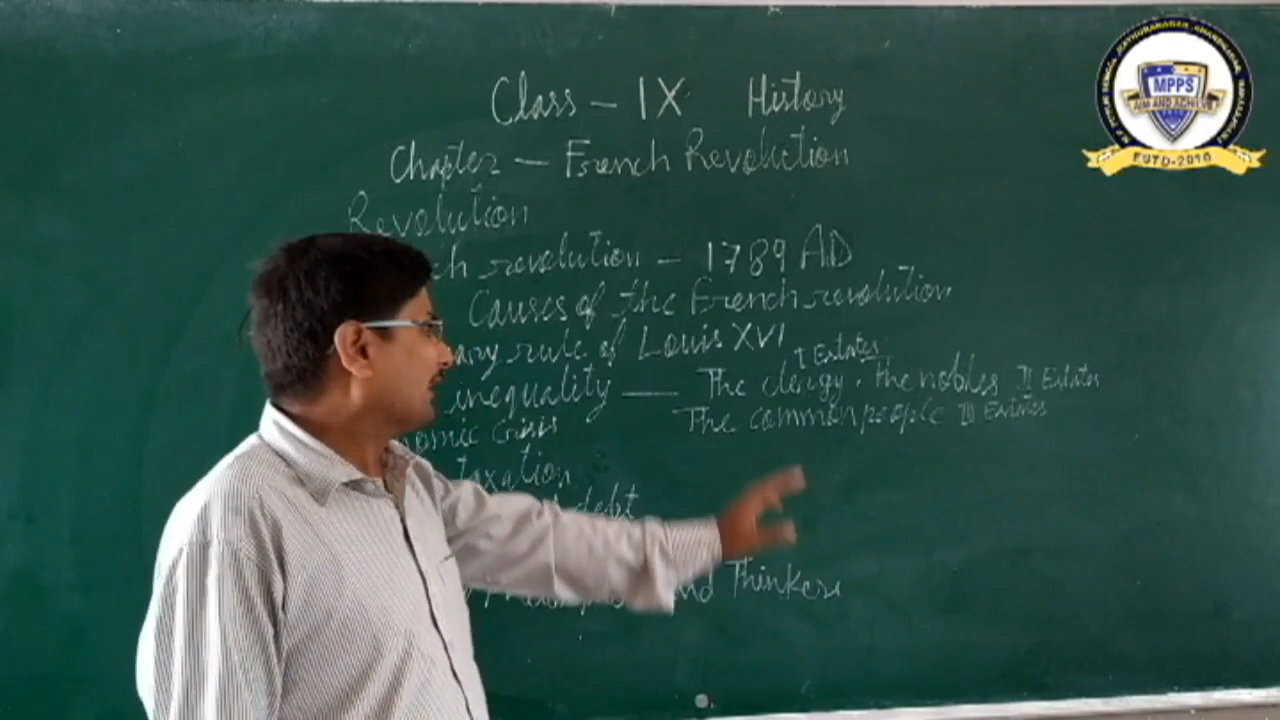 Class – IX History
Chapter – French Revolution
Revolution
revolution – 1789 AD
Causes of the French revolution
rule of Louis XVI
I Estates
inequality — The clergy, The nobles II Estates
The common people III Estates
crisis
taxation
debt
Thinkers
MPPS
AIM AND ACHIEVE
ESTD-2010